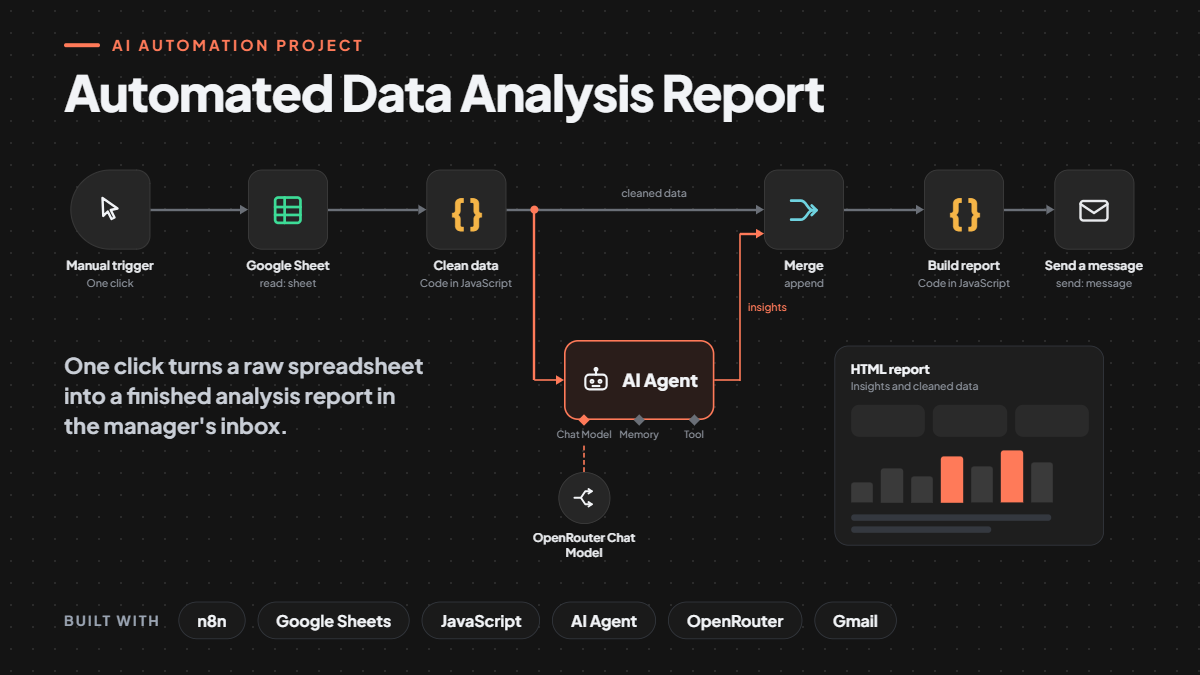 AI AUTOMATION PROJECT
Automated Data Analysis Report
cleaned data
{ }
{ }
Manual trigger
One click
Google Sheet
read: sheet
Clean data
Code in JavaScript
Merge
append
Build report
Code in JavaScript
Send a message
send: message
insights
One click turns a raw spreadsheet
into a finished analysis report in
the manager's inbox.
AI Agent
Chat Model
Memory
Tool
OpenRouter Chat
Model
HTML report
Insights and cleaned data
BUILT WITH
n8n
Google Sheets
JavaScript
AI Agent
OpenRouter
Gmail